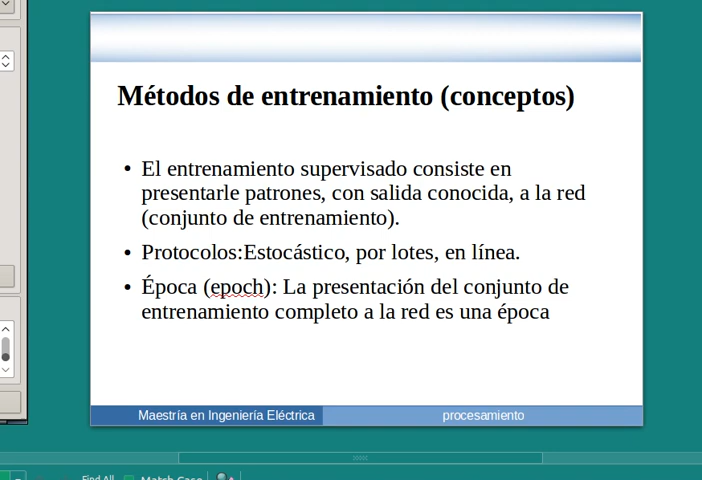 Métodos de entrenamiento (conceptos)
• El entrenamiento supervisado consiste en
presentarle patrones, con salida conocida, a la red
(conjunto de entrenamiento).
• Protocolos:Estocástico, por lotes, en línea.
• Época (epoch): La presentación del conjunto de
entrenamiento completo a la red es una época
Maestría en Ingeniería Eléctrica procesamiento
Find All Match Case